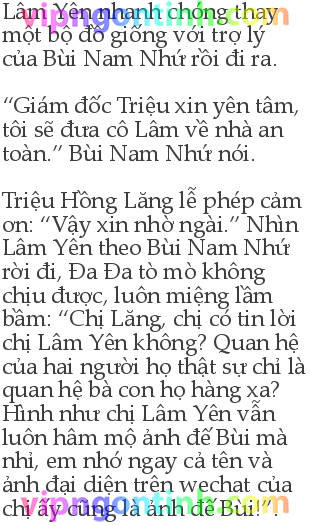 Lâm Yên nhanh chóng thay
một bộ đồ giống với trợ lý
của Bùi Nam Nhứ rồi đi ra.
“Giám đốc Triệu xin yên tâm,
tôi sẽ đưa cô Lâm về nhà an
toàn.” Bùi Nam Nhứ nói.
Triệu Hồng Lăng lễ phép cảm
ơn: “Vậy xin nhờ ngài.” Nhìn
Lâm Yên theo Bùi Nam Nhứ
rời đi, Đa Đa tò mò không
chịu được, luôn miệng lầm
bầm: “Chị Lăng, chị có tin lời
chị Lâm Yên không? Quan hệ
của hai người họ thật sự chỉ là
quan hệ bà con họ hàng xa?
Hình như chị Lâm Yên vẫn
luôn hâm mộ ảnh đế Bùi mà
nhỉ, em nhớ ngay cả tên và
ảnh đại diện trên wechat của
chị ấy cũng là ảnh đế Bùi!”.
vipngontinh.com
vipngontinh.com